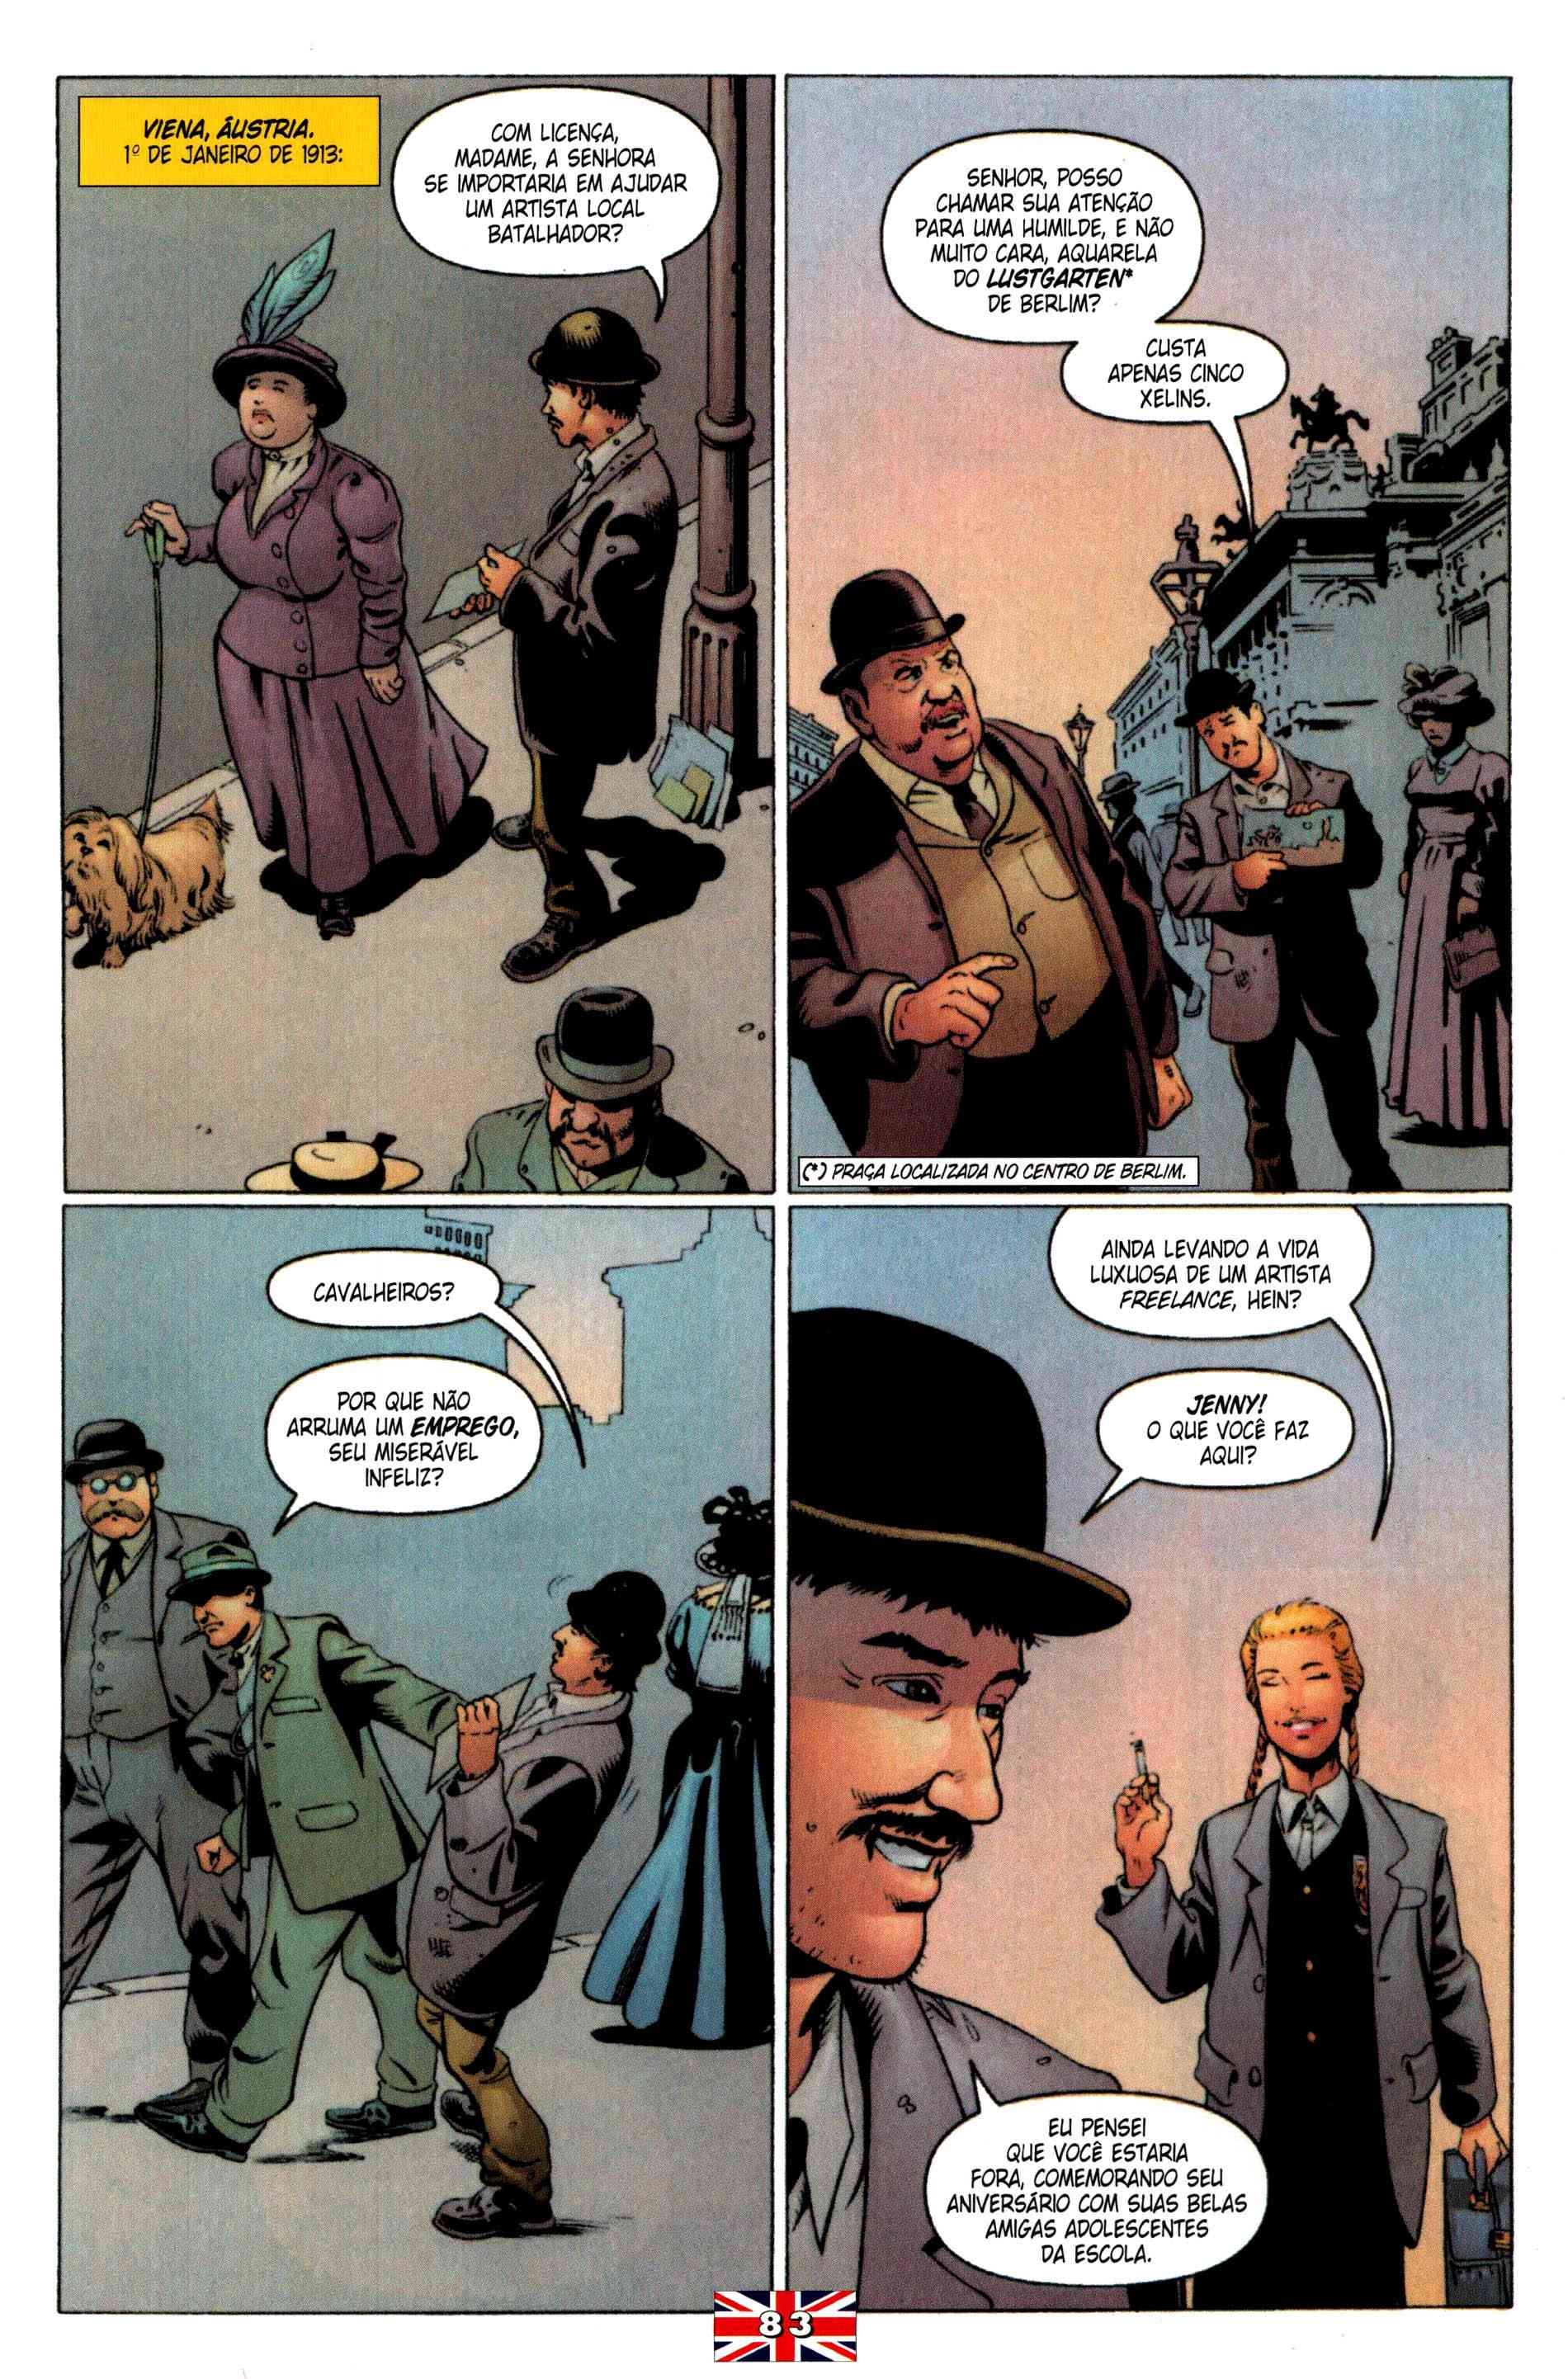 VIENA, ÁUSTRIA.
1º DE JANEIRO DE 1913:
COM LICENÇA,
MADAME, A SENHORA
SE IMPORTARIA EM AJUDAR
UM ARTISTA LOCAL
BATALHADOR?
SENHOR, POSSO
CHAMAR SUA ATENÇÃO
PARA UMA HUMILDE, E NÃO
MUITO CARA, AQUARELA
DO LUSTGARTEN*
DE BERLIM?
CUSTA
APENAS CINCO
XELINS.
(*) PRAÇA LOCALIZADA NO CENTRO DE BERLIM.
CAVALHEIROS?
POR QUE NÃO
ARRUMA UM EMPREGO,
SEU MISERÁVEL
INFELIZ?
AINDA LEVANDO A VIDA
LUXUOSA DE UM ARTISTA
FREELANCE, HEIN?
JENNY!
O QUE VOCÊ FAZ
AQUI?
EU PENSEI
QUE VOCÊ ESTARIA
FORA, COMEMORANDO SEU
ANIVERSÁRIO COM SUAS BELAS
AMIGAS ADOLESCENTES
DA ESCOLA.
83